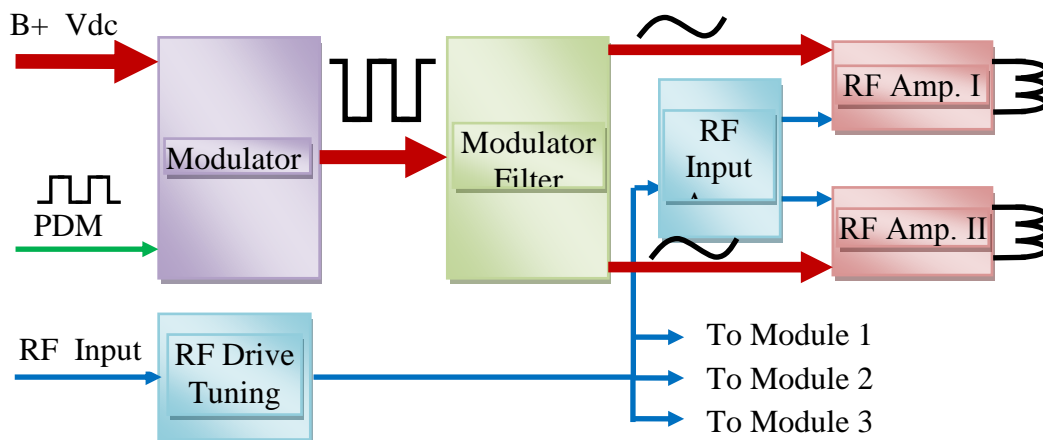 B+ Vdc
PDM
RF Input
Modulator
RF Drive
Tuning
Modulator
Filter
RF
Input
RF Amp. I
RF Amp. II
To Module 1
To Module 2
To Module 3